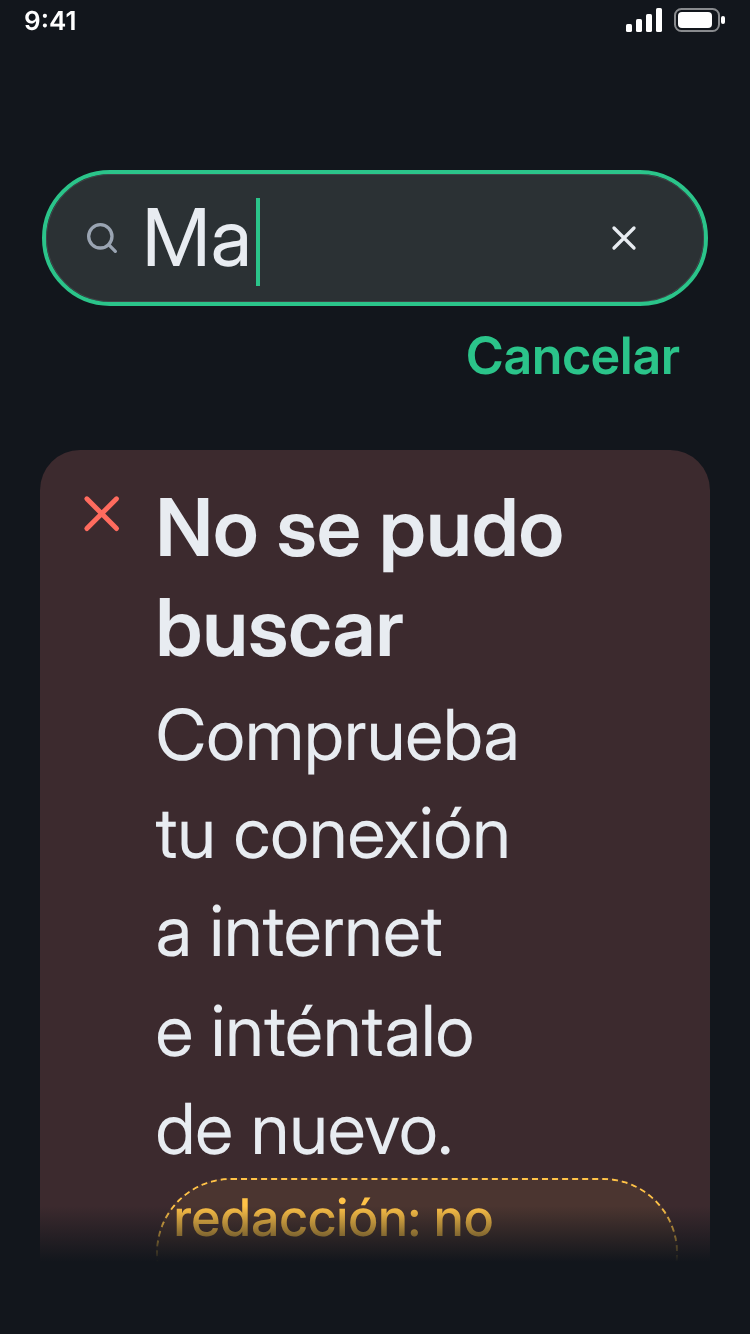 9:41
Ma
Cancelar
No se pudo
buscar
Comprueba
tu conexión
a internet
e inténtalo
de nuevo.
redacción: no